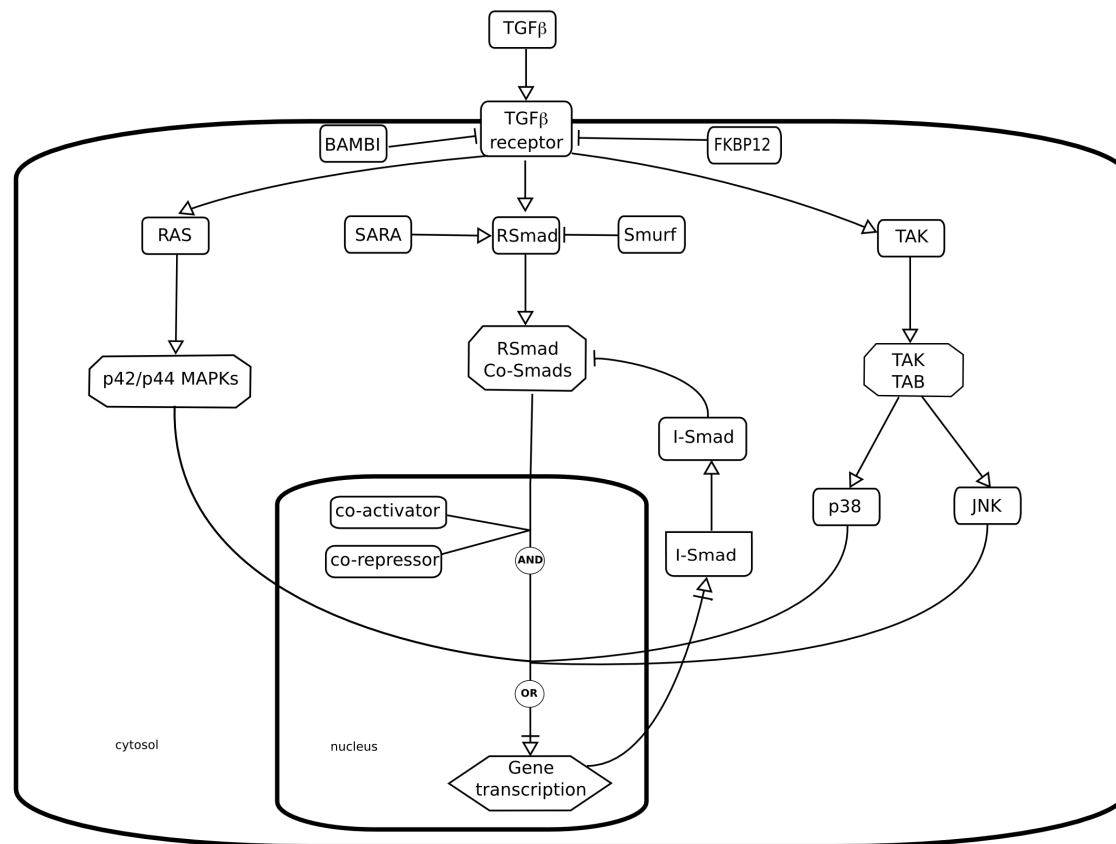 TGFβ
TGFβ
receptor
BAMBI
FKBP12
RAS
SARA
RSmad
Smurf
TAK
RSmad
Co-Smads
p42/p44 MAPKs
TAK
TAB
I-Smad
p38
JNK
co-activator
co-repressor
AND
I-Smad
OR
cytosol
nucleus
Gene
transcription